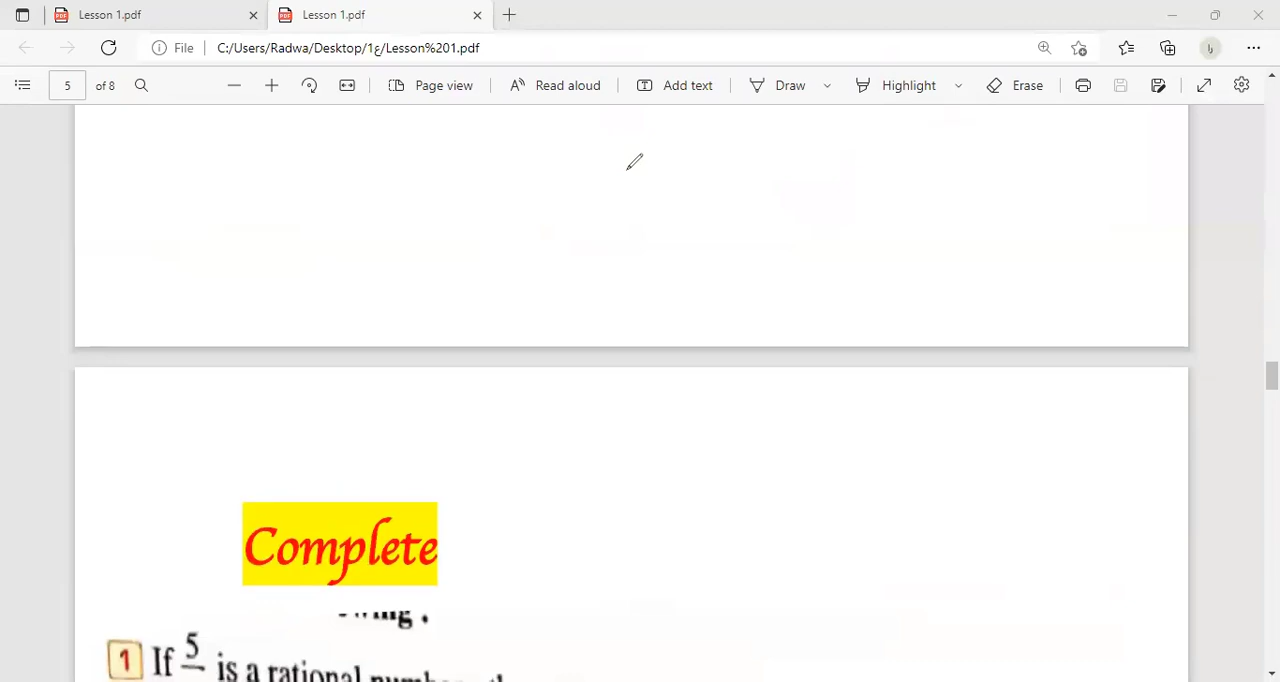 Lesson 1.pdf
Lesson 1.pdf
File C:/Users/Radwa/Desktop/1ع/Lesson%201.pdf
5 of 8 Page view Read aloud Add text Draw Highlight Erase
Complete
1 If 5 is a rational